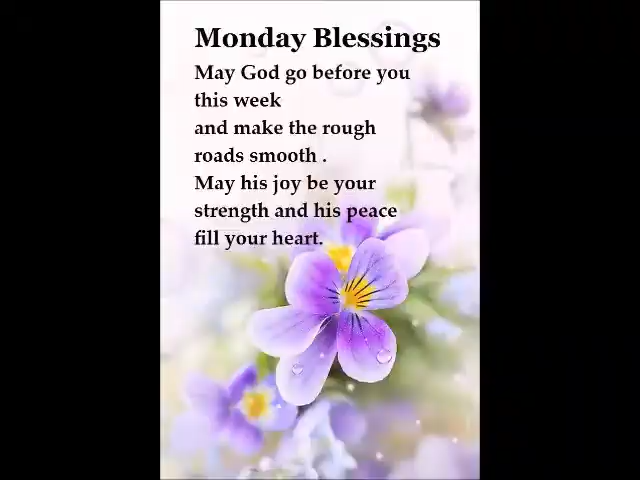 Monday Blessings
May God go before you
this week
and make the rough
roads smooth .
May his joy be your
strength and his peace
fill your heart.